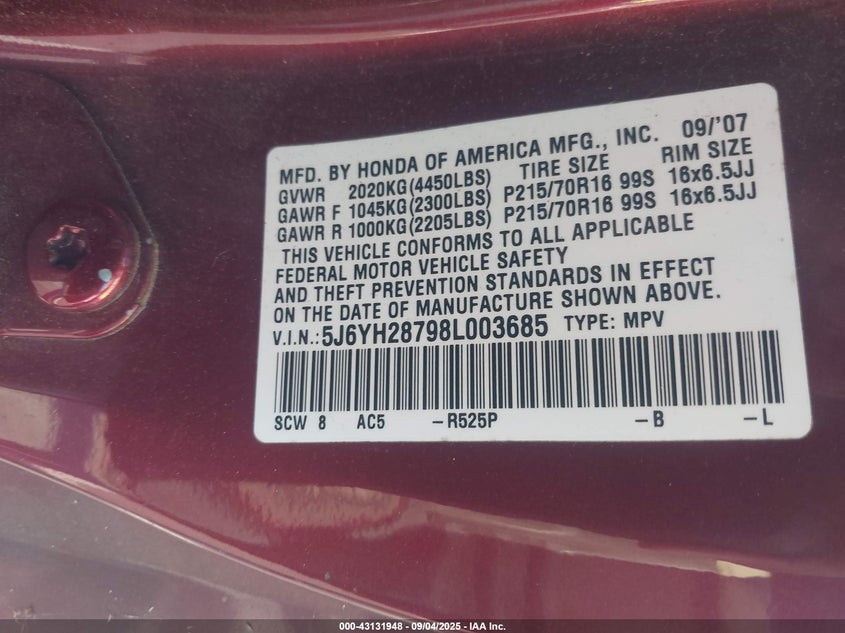 MFD. BY HONDA OF AMERICA MFG., INC. 09/'07
GVWR 2020KG(4450LBS) TIRE SIZE RIM SIZE
GAWR F 1045KG(2300LBS) P215/70R16 99S 16x6.5JJ
GAWR R 1000KG(2205LBS) P215/70R16 99S 16x6.5JJ
THIS VEHICLE CONFORMS TO ALL APPLICABLE
FEDERAL MOTOR VEHICLE SAFETY
AND THEFT PREVENTION STANDARDS IN EFFECT
ON THE DATE OF MANUFACTURE SHOWN ABOVE.
V.I.N.:5J6YH28798L003685 TYPE: MPV
SCW 8 AC5 –R525P –B –L
000-43131948 - 09/04/2025 - IAA Inc.